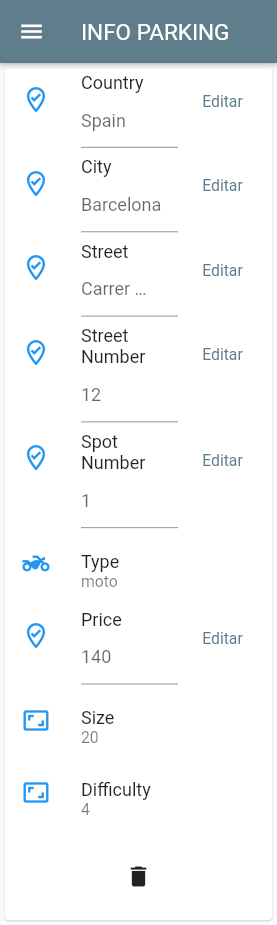 INFO PARKING
Country
Editar
Spain
City
Editar
Barcelona
Street
Editar
Carrer ...
Street
Number
Editar
12
Spot
Number
Editar
1
Type
moto
Price
Editar
140
Size
20
Difficulty
4